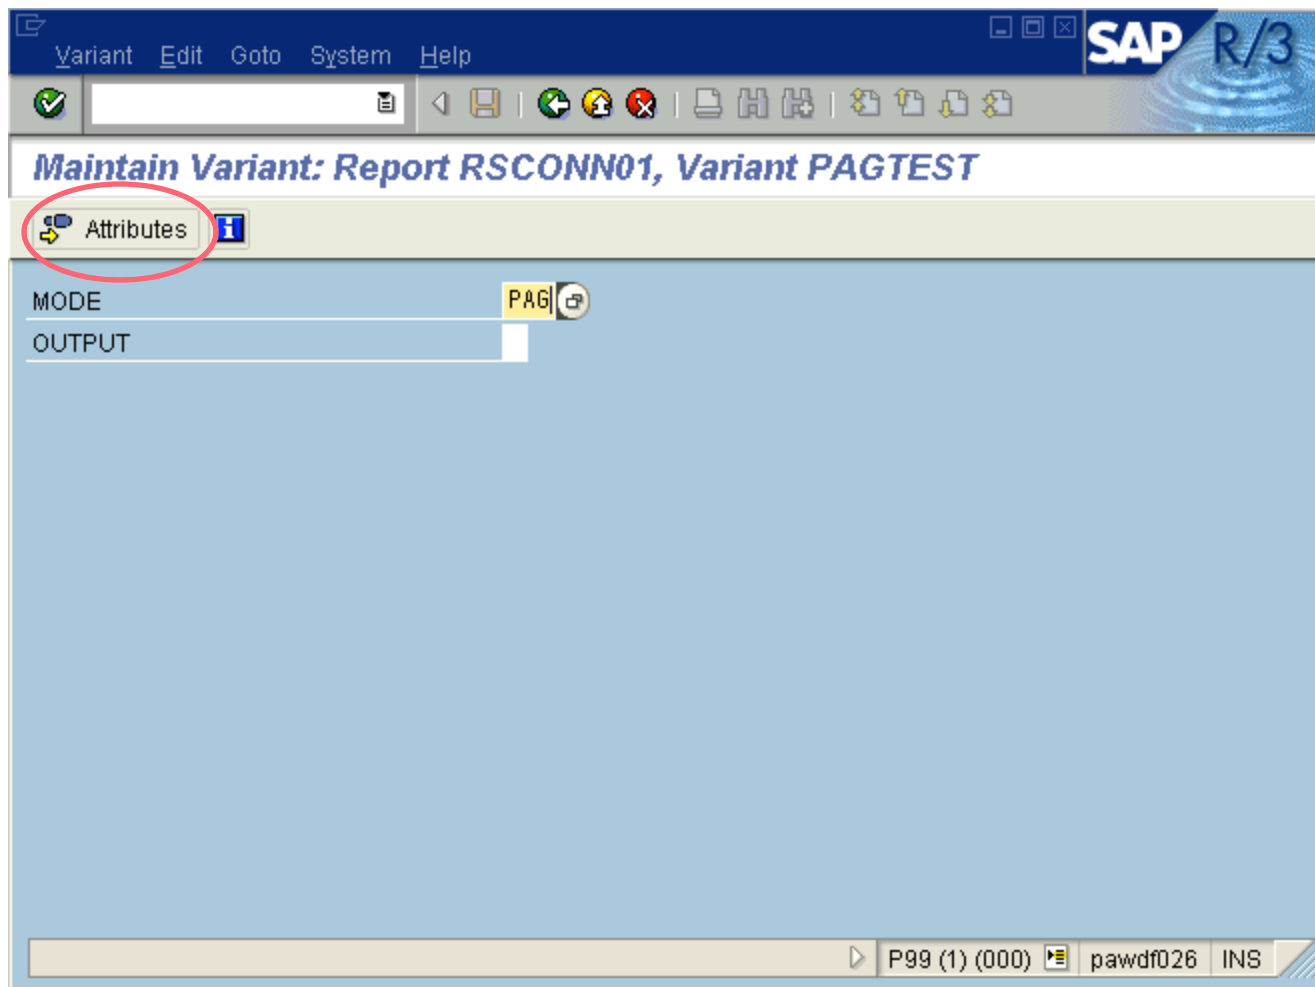 Variant Edit Goto System Help
SAP R/3
Maintain Variant: Report RSCONN01, Variant PAGTEST
Attributes
MODE PAG
OUTPUT
P99 (1) (000) pawdf026 INS